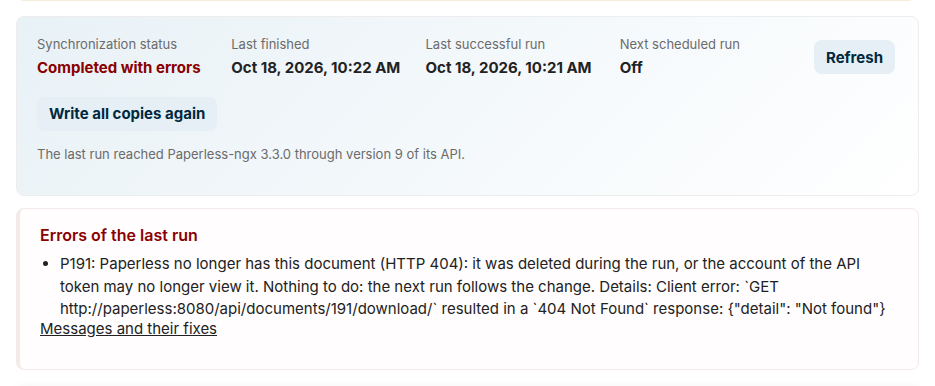 Synchronization status
Completed with errors
Last finished
Oct 18, 2026, 10:22 AM
Last successful run
Oct 18, 2026, 10:21 AM
Next scheduled run
Off
Refresh
Write all copies again
The last run reached Paperless-ngx 3.3.0 through version 9 of its API.
Errors of the last run
• P191: Paperless no longer has this document (HTTP 404): it was deleted during the run, or the account of the API
token may no longer view it. Nothing to do: the next run follows the change. Details: Client error: `GET
http://paperless:8080/api/documents/191/download/` resulted in a `404 Not Found` response: {"detail": "Not found"}
Messages and their fixes